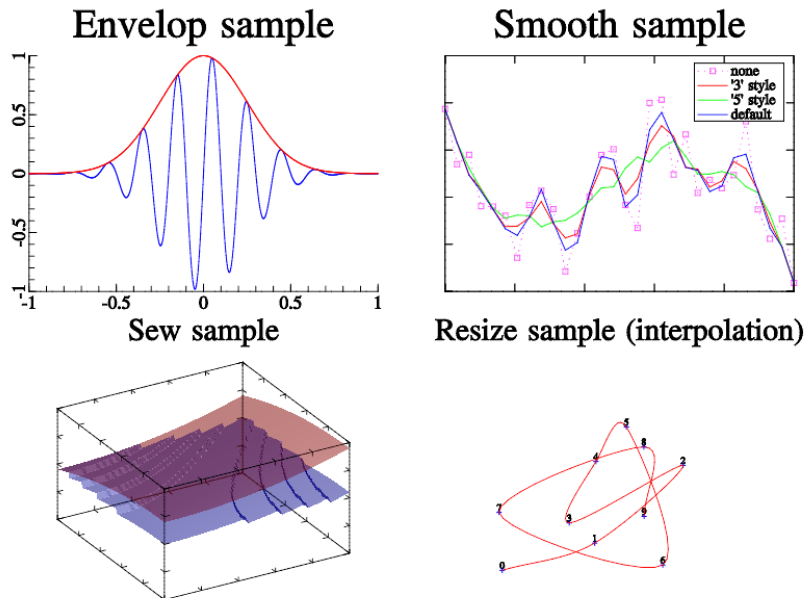 Envelop sample
Smooth sample
1
0.5
0
-0.5
-1
-1
-0.5
0
0.5
1
none
'3' style
'5' style
default
Sew sample
Resize sample (interpolation)
5
8
4
2
7
3
9
1
0
6